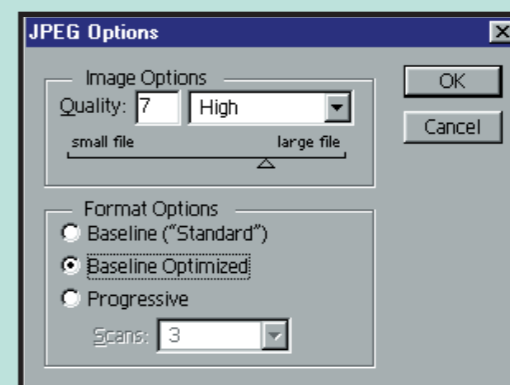 JPEG Options
Image Options
OK
Quality: 7 High
Cancel
small file large file
Format Options
Baseline ("Standard")
Baseline Optimized
Progressive
Scans: 3